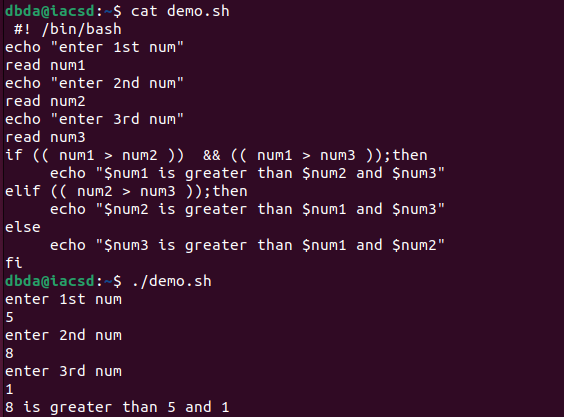 dbda@iacsd:~$ cat demo.sh
 #! /bin/bash
echo "enter 1st num"
read num1
echo "enter 2nd num"
read num2
echo "enter 3rd num"
read num3
if (( num1 > num2 ))  && (( num1 > num3 ));then
     echo "$num1 is greater than $num2 and $num3"
elif (( num2 > num3 ));then
     echo "$num2 is greater than $num1 and $num3"
else
     echo "$num3 is greater than $num1 and $num2"
fi
dbda@iacsd:~$ ./demo.sh
enter 1st num
5
enter 2nd num
8
enter 3rd num
1
8 is greater than 5 and 1